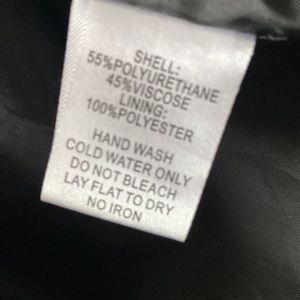 SHELL:
55%POLYURETHANE
45%VISCOSE
LINING:
100%POLYESTER
HAND WASH
COLD WATER ONLY
DO NOT BLEACH
LAY FLAT TO DRY
NO IRON